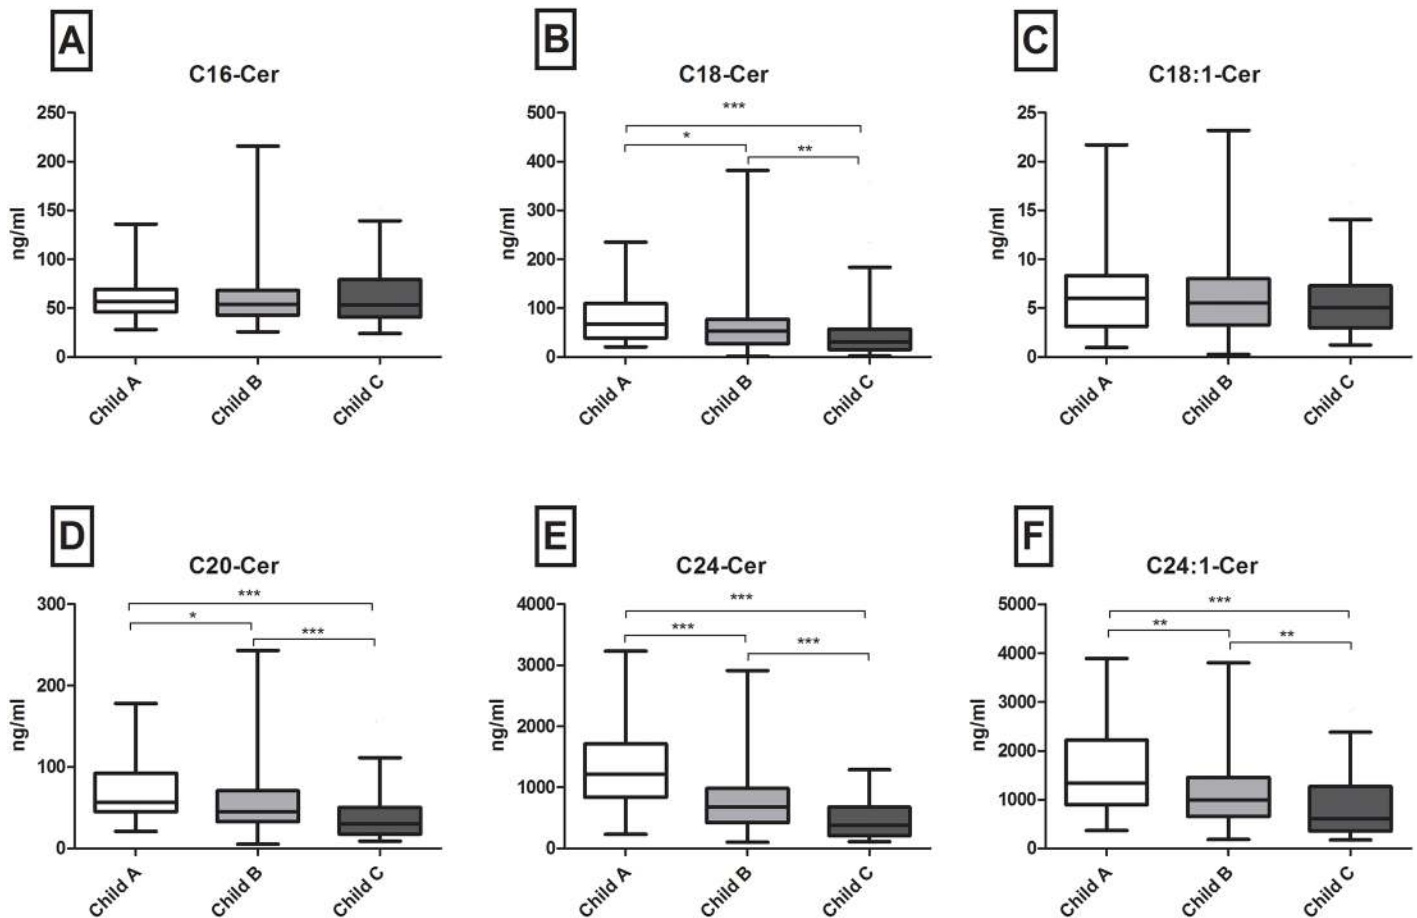 A
C16-Cer
250
200
150
100
50
0
ng/ml
Child A
Child B
Child C
B
C18-Cer
500
400
300
200
100
0
ng/ml
***
*
**
Child A
Child B
Child C
C
C18:1-Cer
25
20
15
10
5
0
ng/ml
Child A
Child B
Child C
D
C20-Cer
300
200
100
0
ng/ml
***
*
***
Child A
Child B
Child C
E
C24-Cer
4000
3000
2000
1000
0
ng/ml
***
***
***
Child A
Child B
Child C
F
C24:1-Cer
5000
4000
3000
2000
1000
0
ng/ml
***
**
**
Child A
Child B
Child C